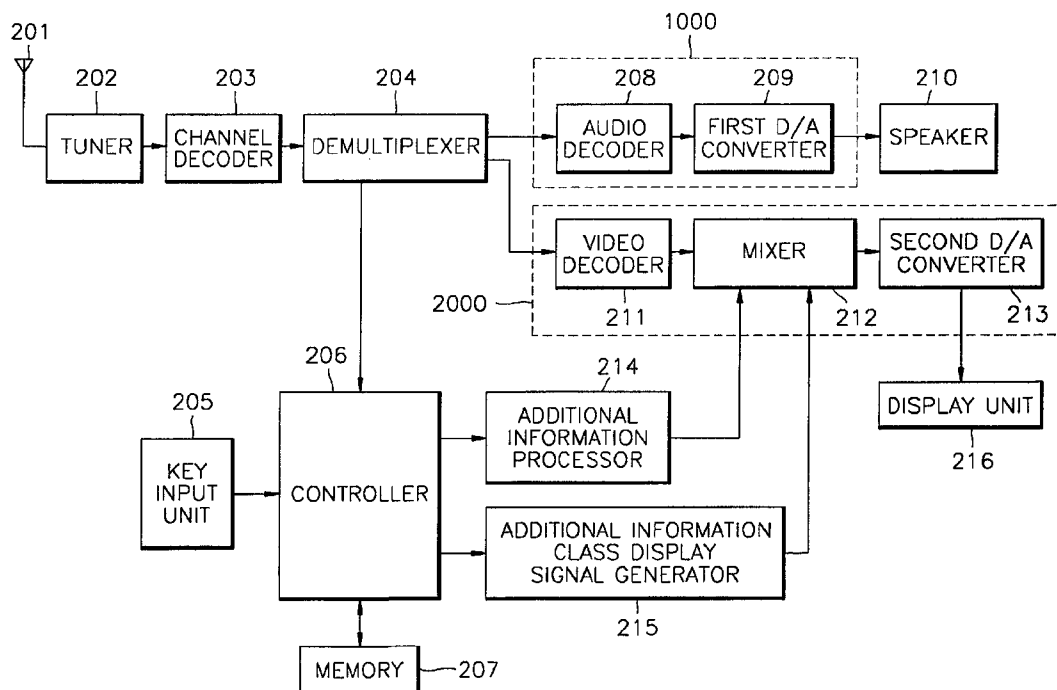 201
1000
202
203
204
208
209
210
TUNER
CHANNEL
DECODER
DEMULTIPLEXER
AUDIO
DECODER
FIRST D/A
CONVERTER
SPEAKER
VIDEO
DECODER
MIXER
SECOND D/A
CONVERTER
2000
211
212
213
206
214
205
ADDITIONAL
INFORMATION
PROCESSOR
DISPLAY UNIT
216
KEY
INPUT
UNIT
CONTROLLER
ADDITIONAL INFORMATION
CLASS DISPLAY
SIGNAL GENERATOR
215
MEMORY
207